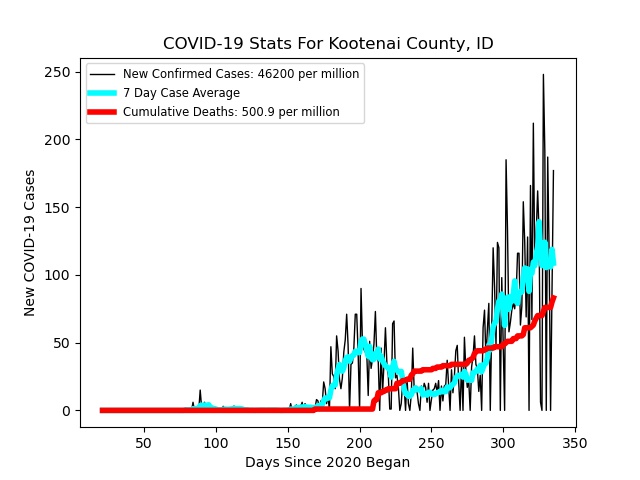 COVID-19 Stats For Kootenai County, ID
New Confirmed Cases: 46200 per million
7 Day Case Average
Cumulative Deaths: 500.9 per million
New COVID-19 Cases
250
200
150
100
50
0
50 100 150 200 250 300 350
Days Since 2020 Began